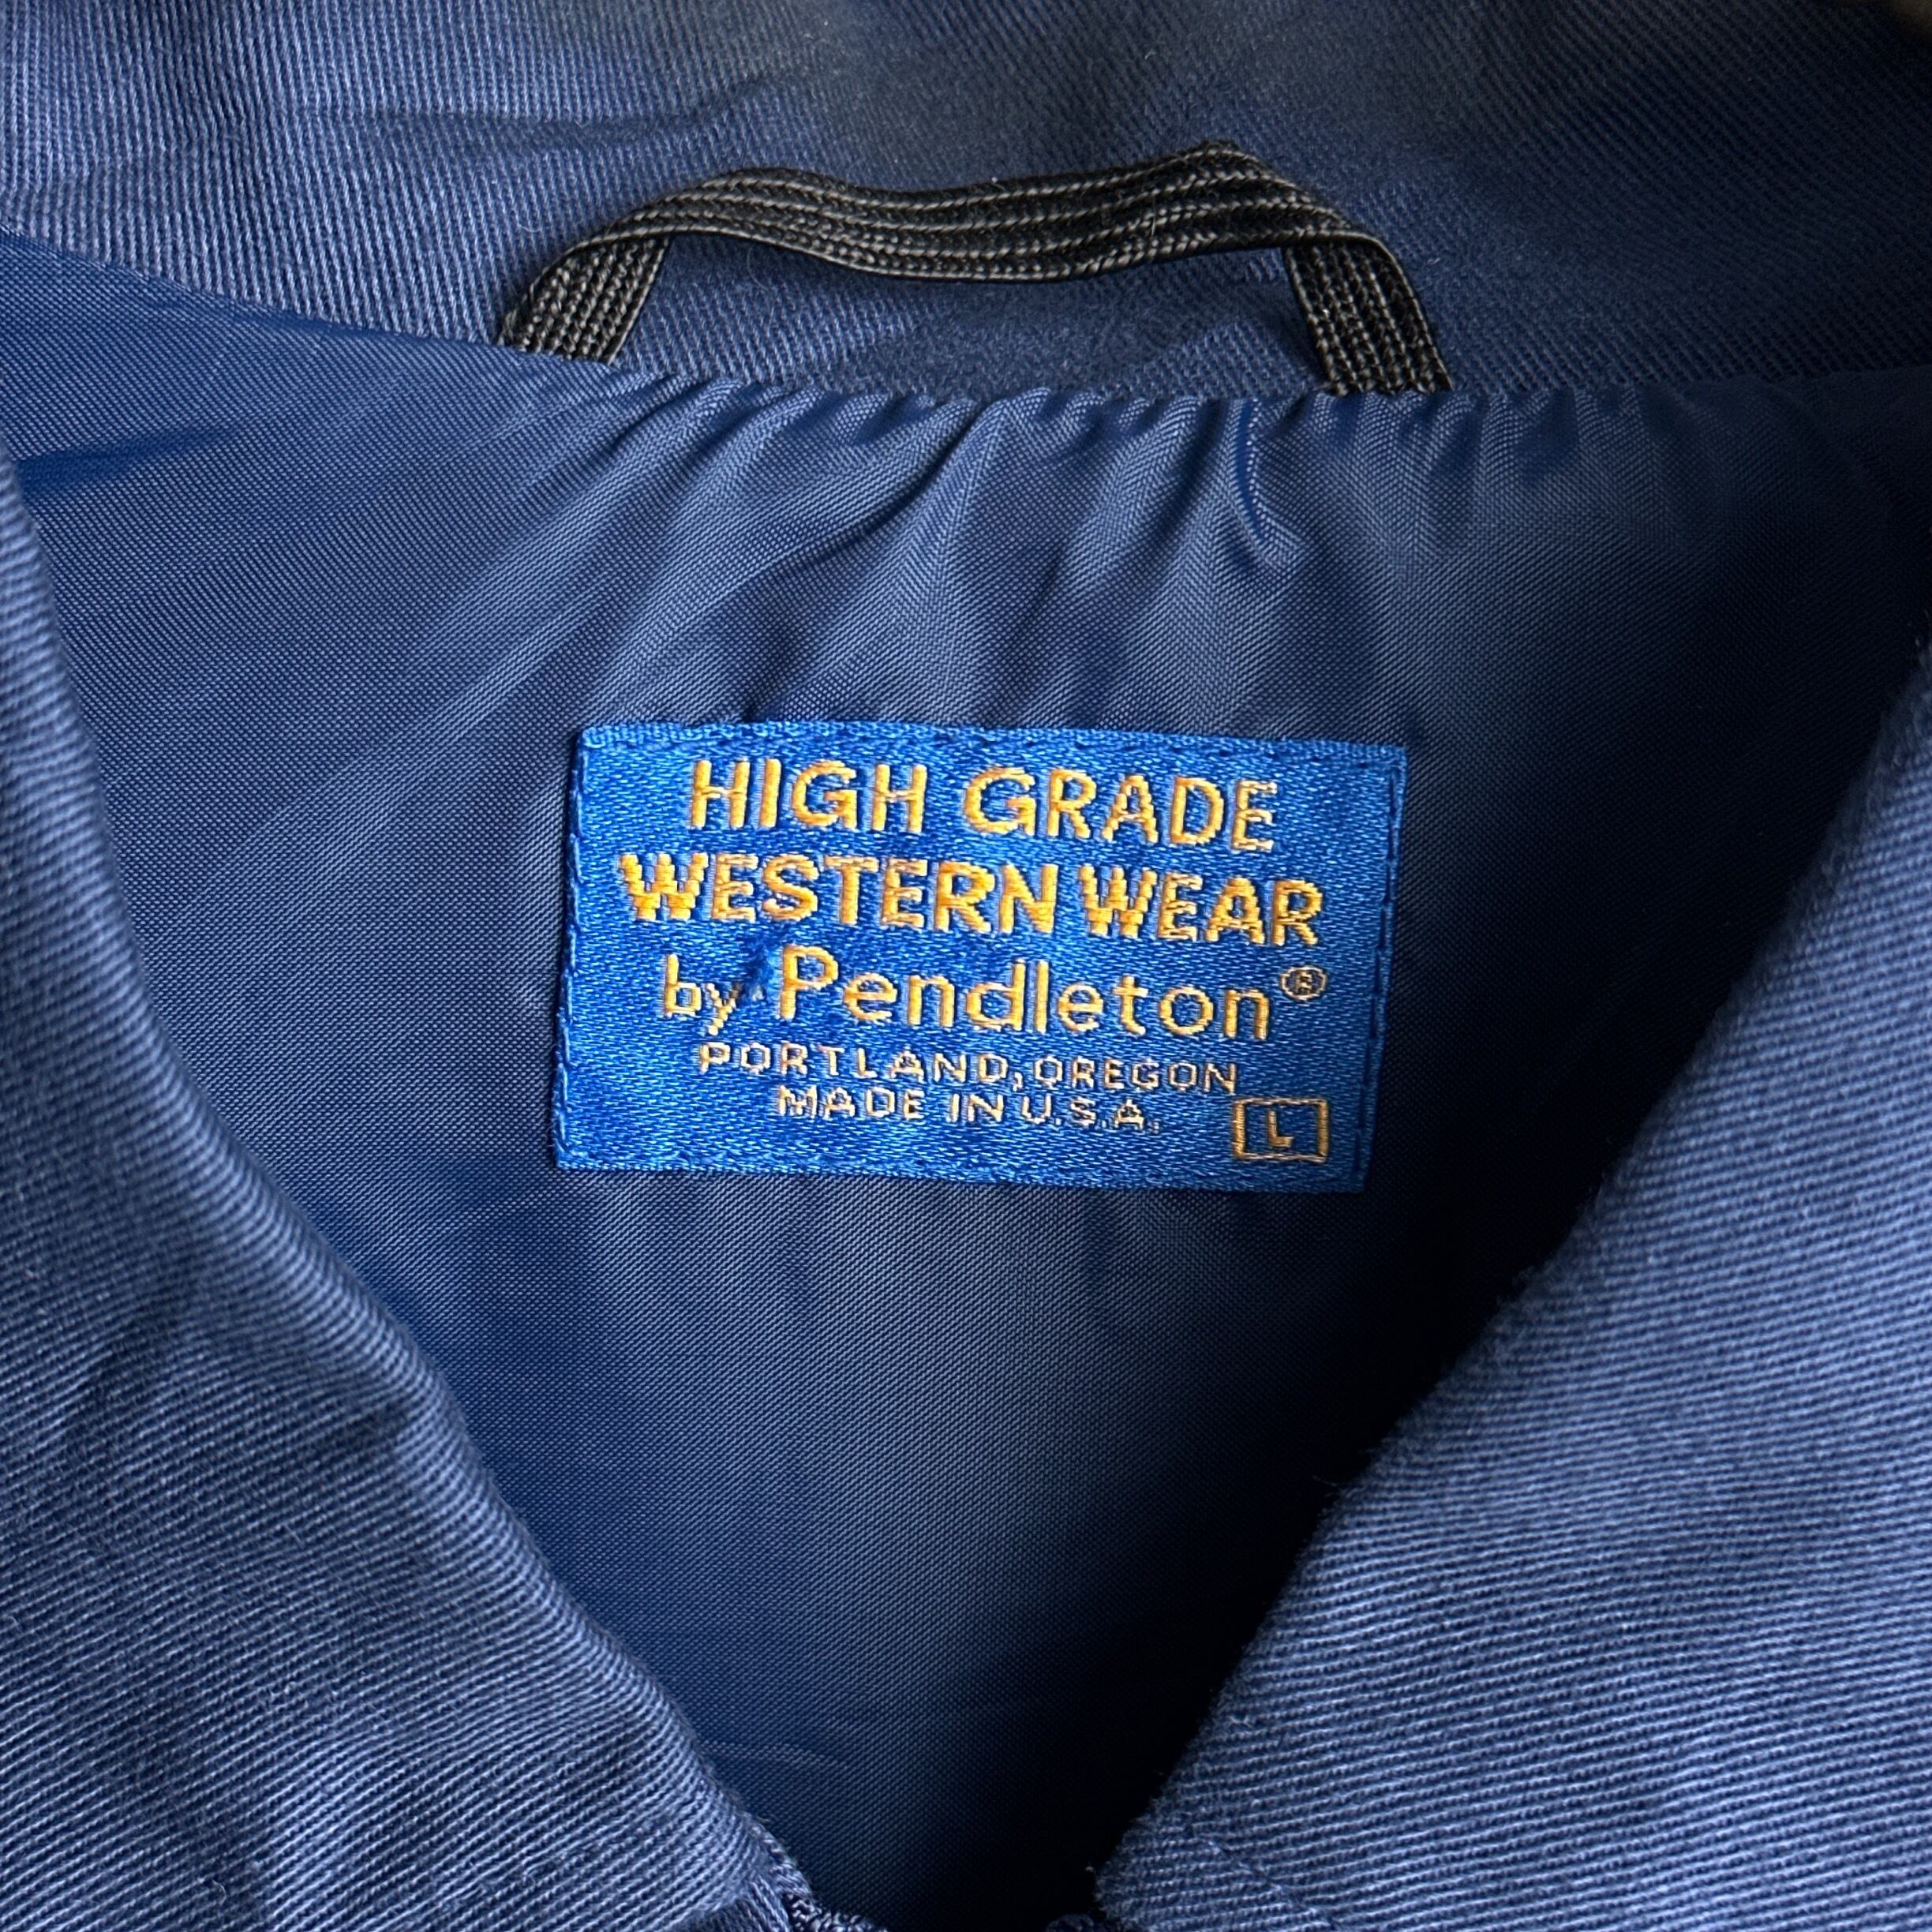 HIGH GRADE
WESTERN WEAR
by Pendleton®
PORTLAND, OREGON
MADE IN U.S.A.
L